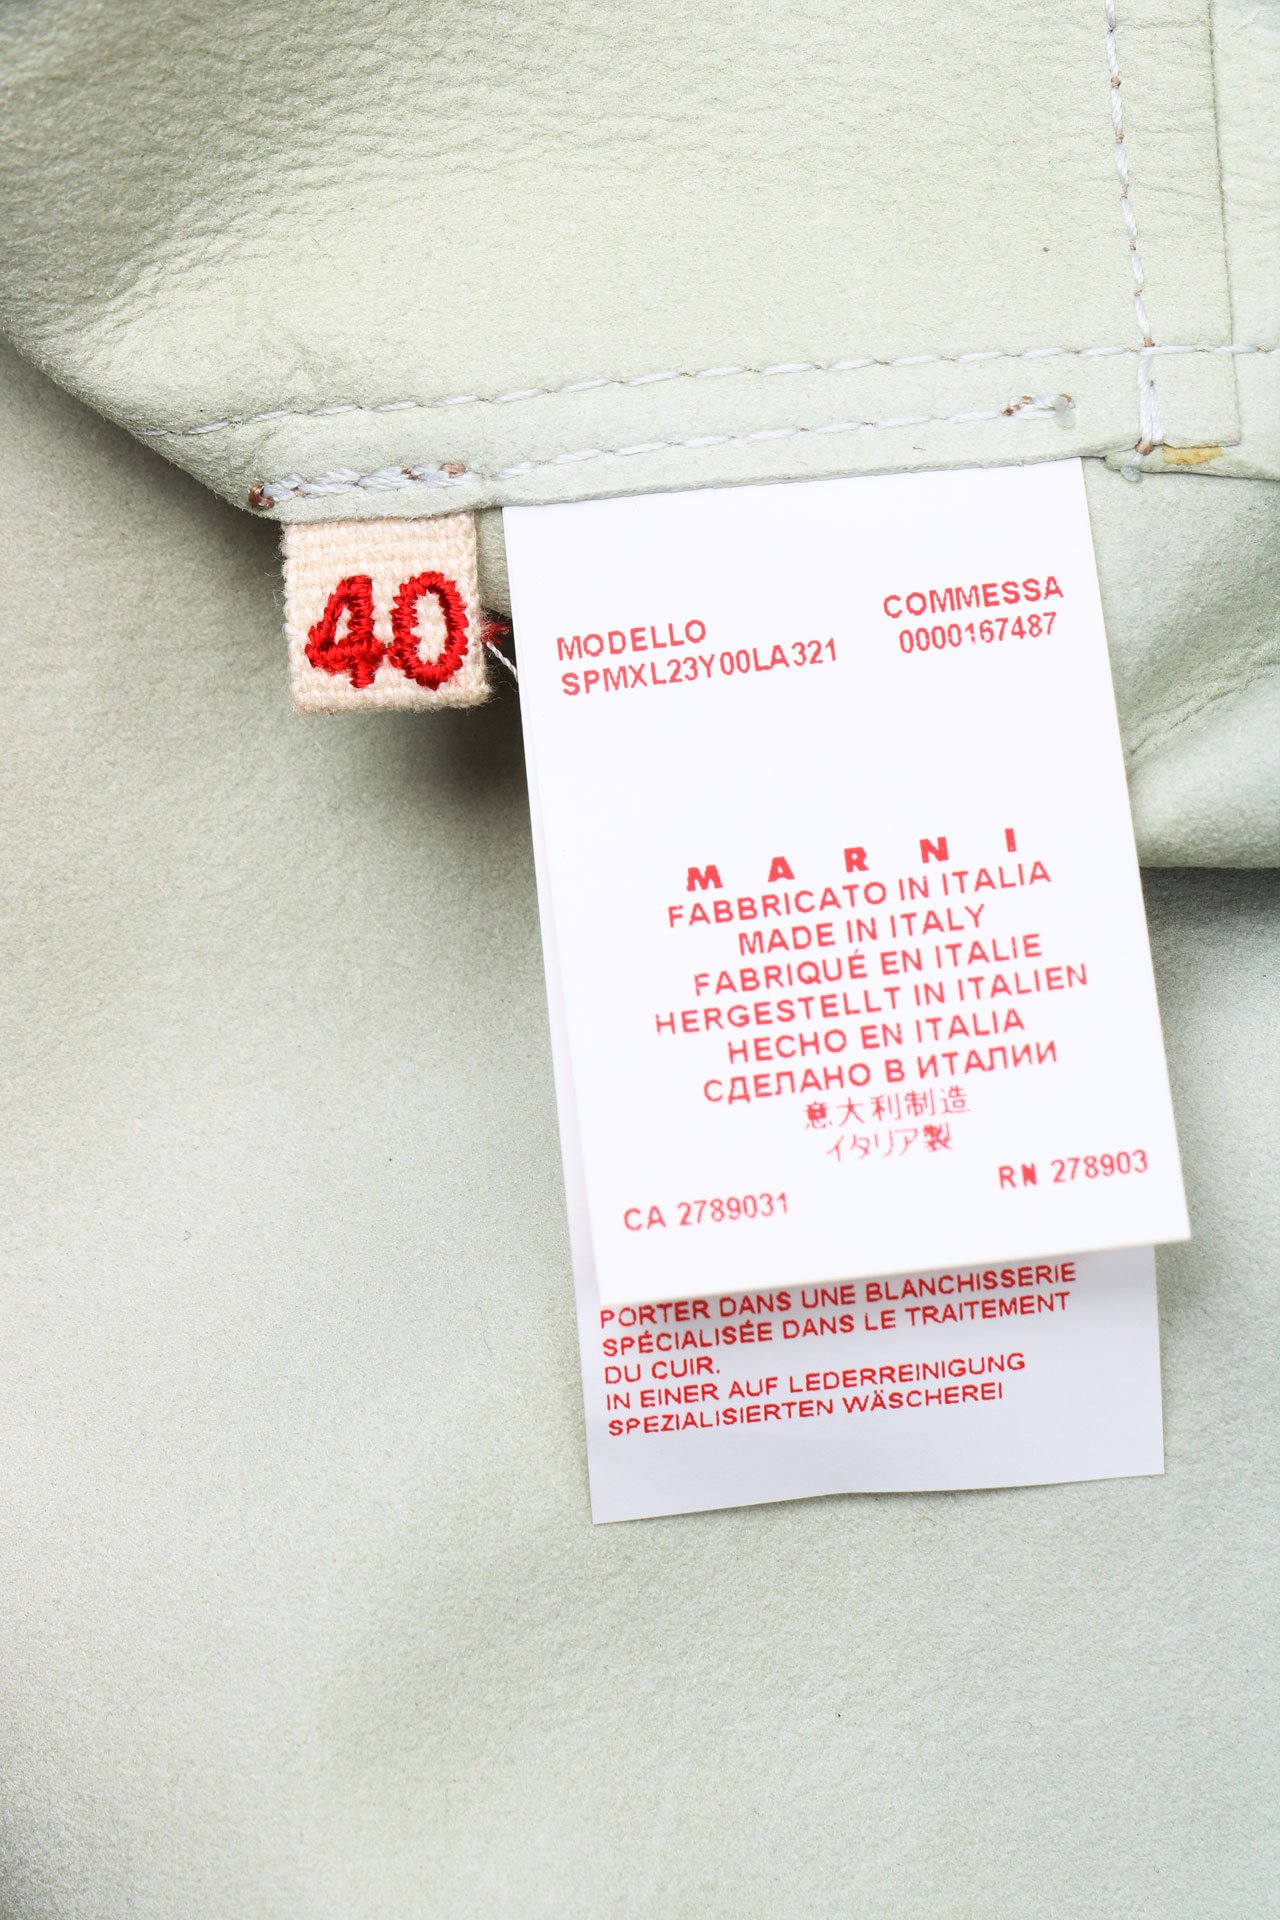 40
MODELLO
SPMXL23Y00LA321
COMMESSA
0000167487
MARNI
FABBRICATO IN ITALIA
MADE IN ITALY
FABRIQUÉ EN ITALIE
HERGESTELLT IN ITALIEN
HECHO EN ITALIA
СДЕЛАНО В ИТАЛИИ
意大利制造
イタリア製
CA 2789031
RN 278903
PORTER DANS UNE BLANCHISSERIE
SPÉCIALISÉE DANS LE TRAITEMENT
DU CUIR.
IN EINER AUF LEDERREINIGUNG
SPEZIALISIERTEN WÄSCHEREI